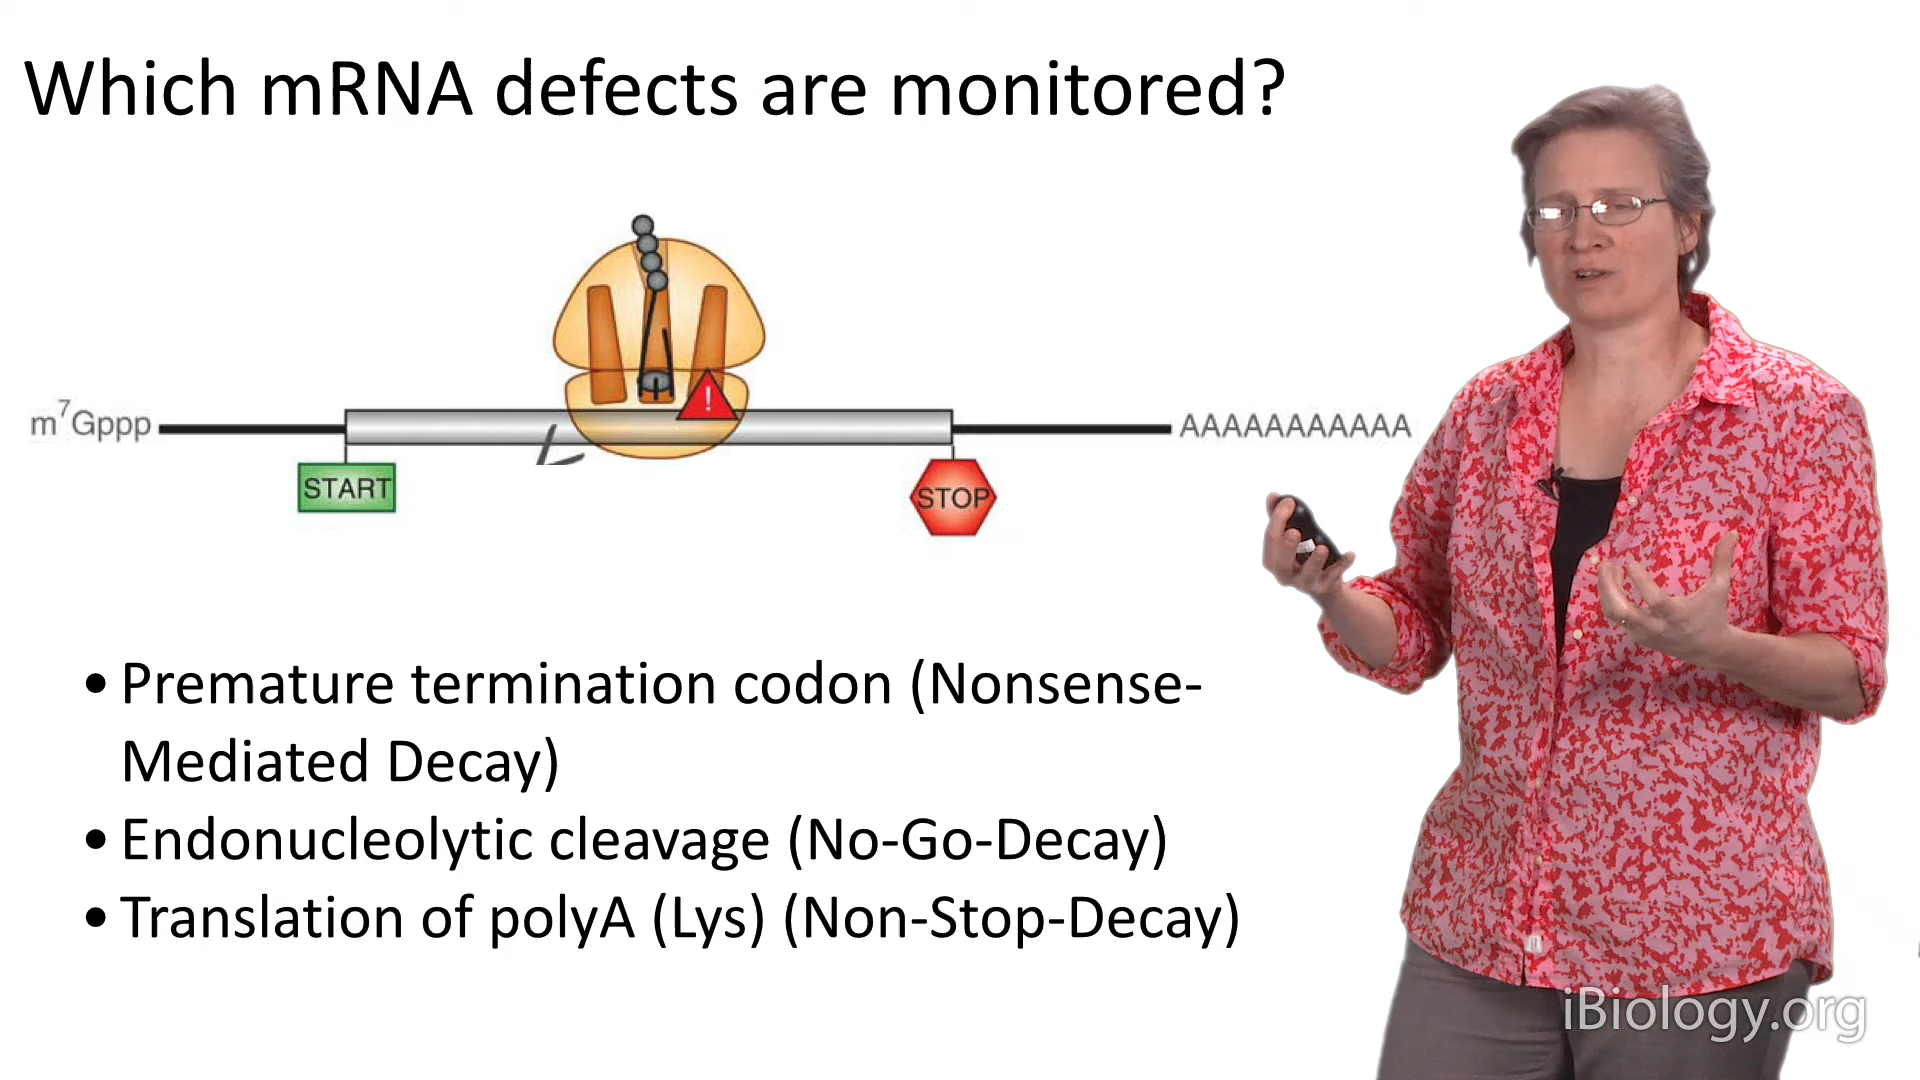 Which mRNA defects are monitored?
m⁷Gppp
AAAAAAAAAAA
START
STOP
!
• Premature termination codon (Nonsense-
Mediated Decay)
• Endonucleolytic cleavage (No-Go-Decay)
• Translation of polyA (Lys) (Non-Stop-Decay)
iBiology.org